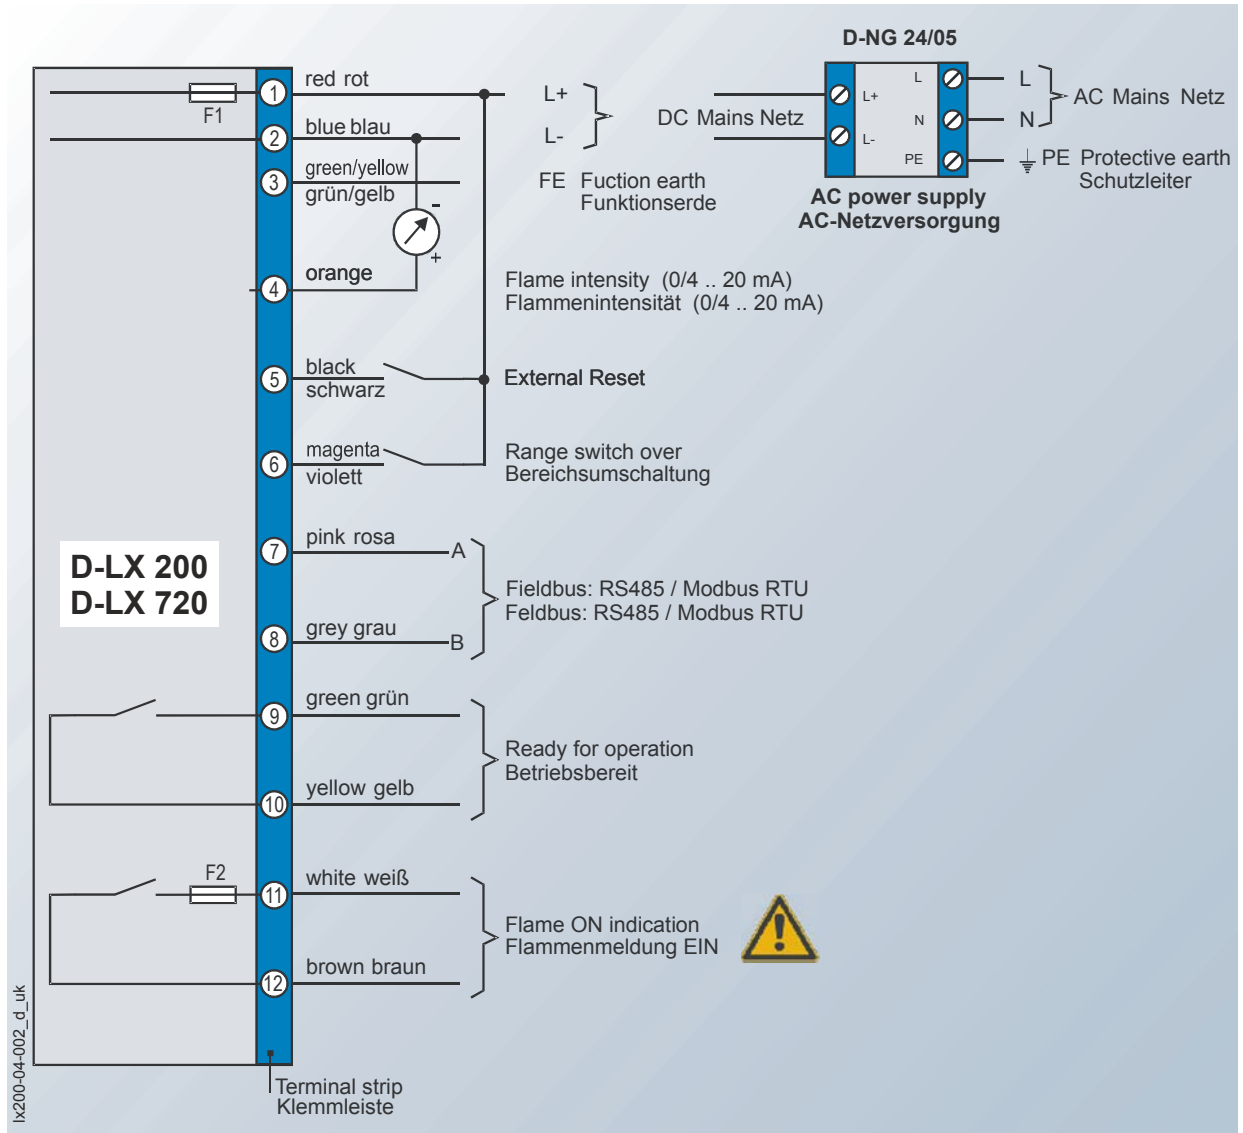 D-NG 24/05
L+
L-
L
N
PE
L
N
AC Mains Netz
PE Protective earth
Schutzleiter
AC power supply
AC-Netzversorgung
DC Mains Netz
L+
L-
FE Fuction earth
Funktionserde
F1
1
red rot
2
blue blau
3
green/yellow
grün/gelb
-
+
4
orange
Flame intensity (0/4 .. 20 mA)
Flammenintensität (0/4 .. 20 mA)
5
black
schwarz
External Reset
6
magenta
violett
Range switch over
Bereichsumschaltung
D-LX 200
D-LX 720
7
pink rosa
A
8
grey grau
B
Fieldbus: RS485 / Modbus RTU
Feldbus: RS485 / Modbus RTU
9
green grün
10
yellow gelb
Ready for operation
Betriebsbereit
F2
11
white weiß
12
brown braun
Flame ON indication
Flammenmeldung EIN
!
Terminal strip
Klemmleiste
lx200-04-002_d_uk